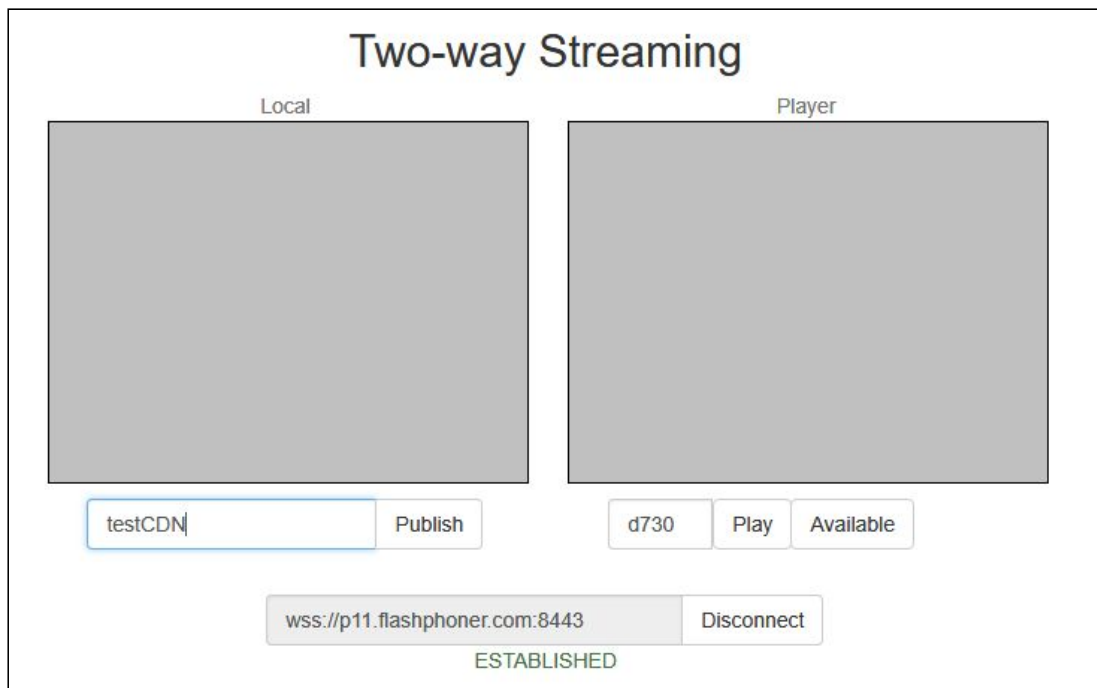 Two-way Streaming
Local
Player
testCDN
Publish
d730
Play
Available
wss://p11.flashphoner.com:8443
Disconnect
ESTABLISHED